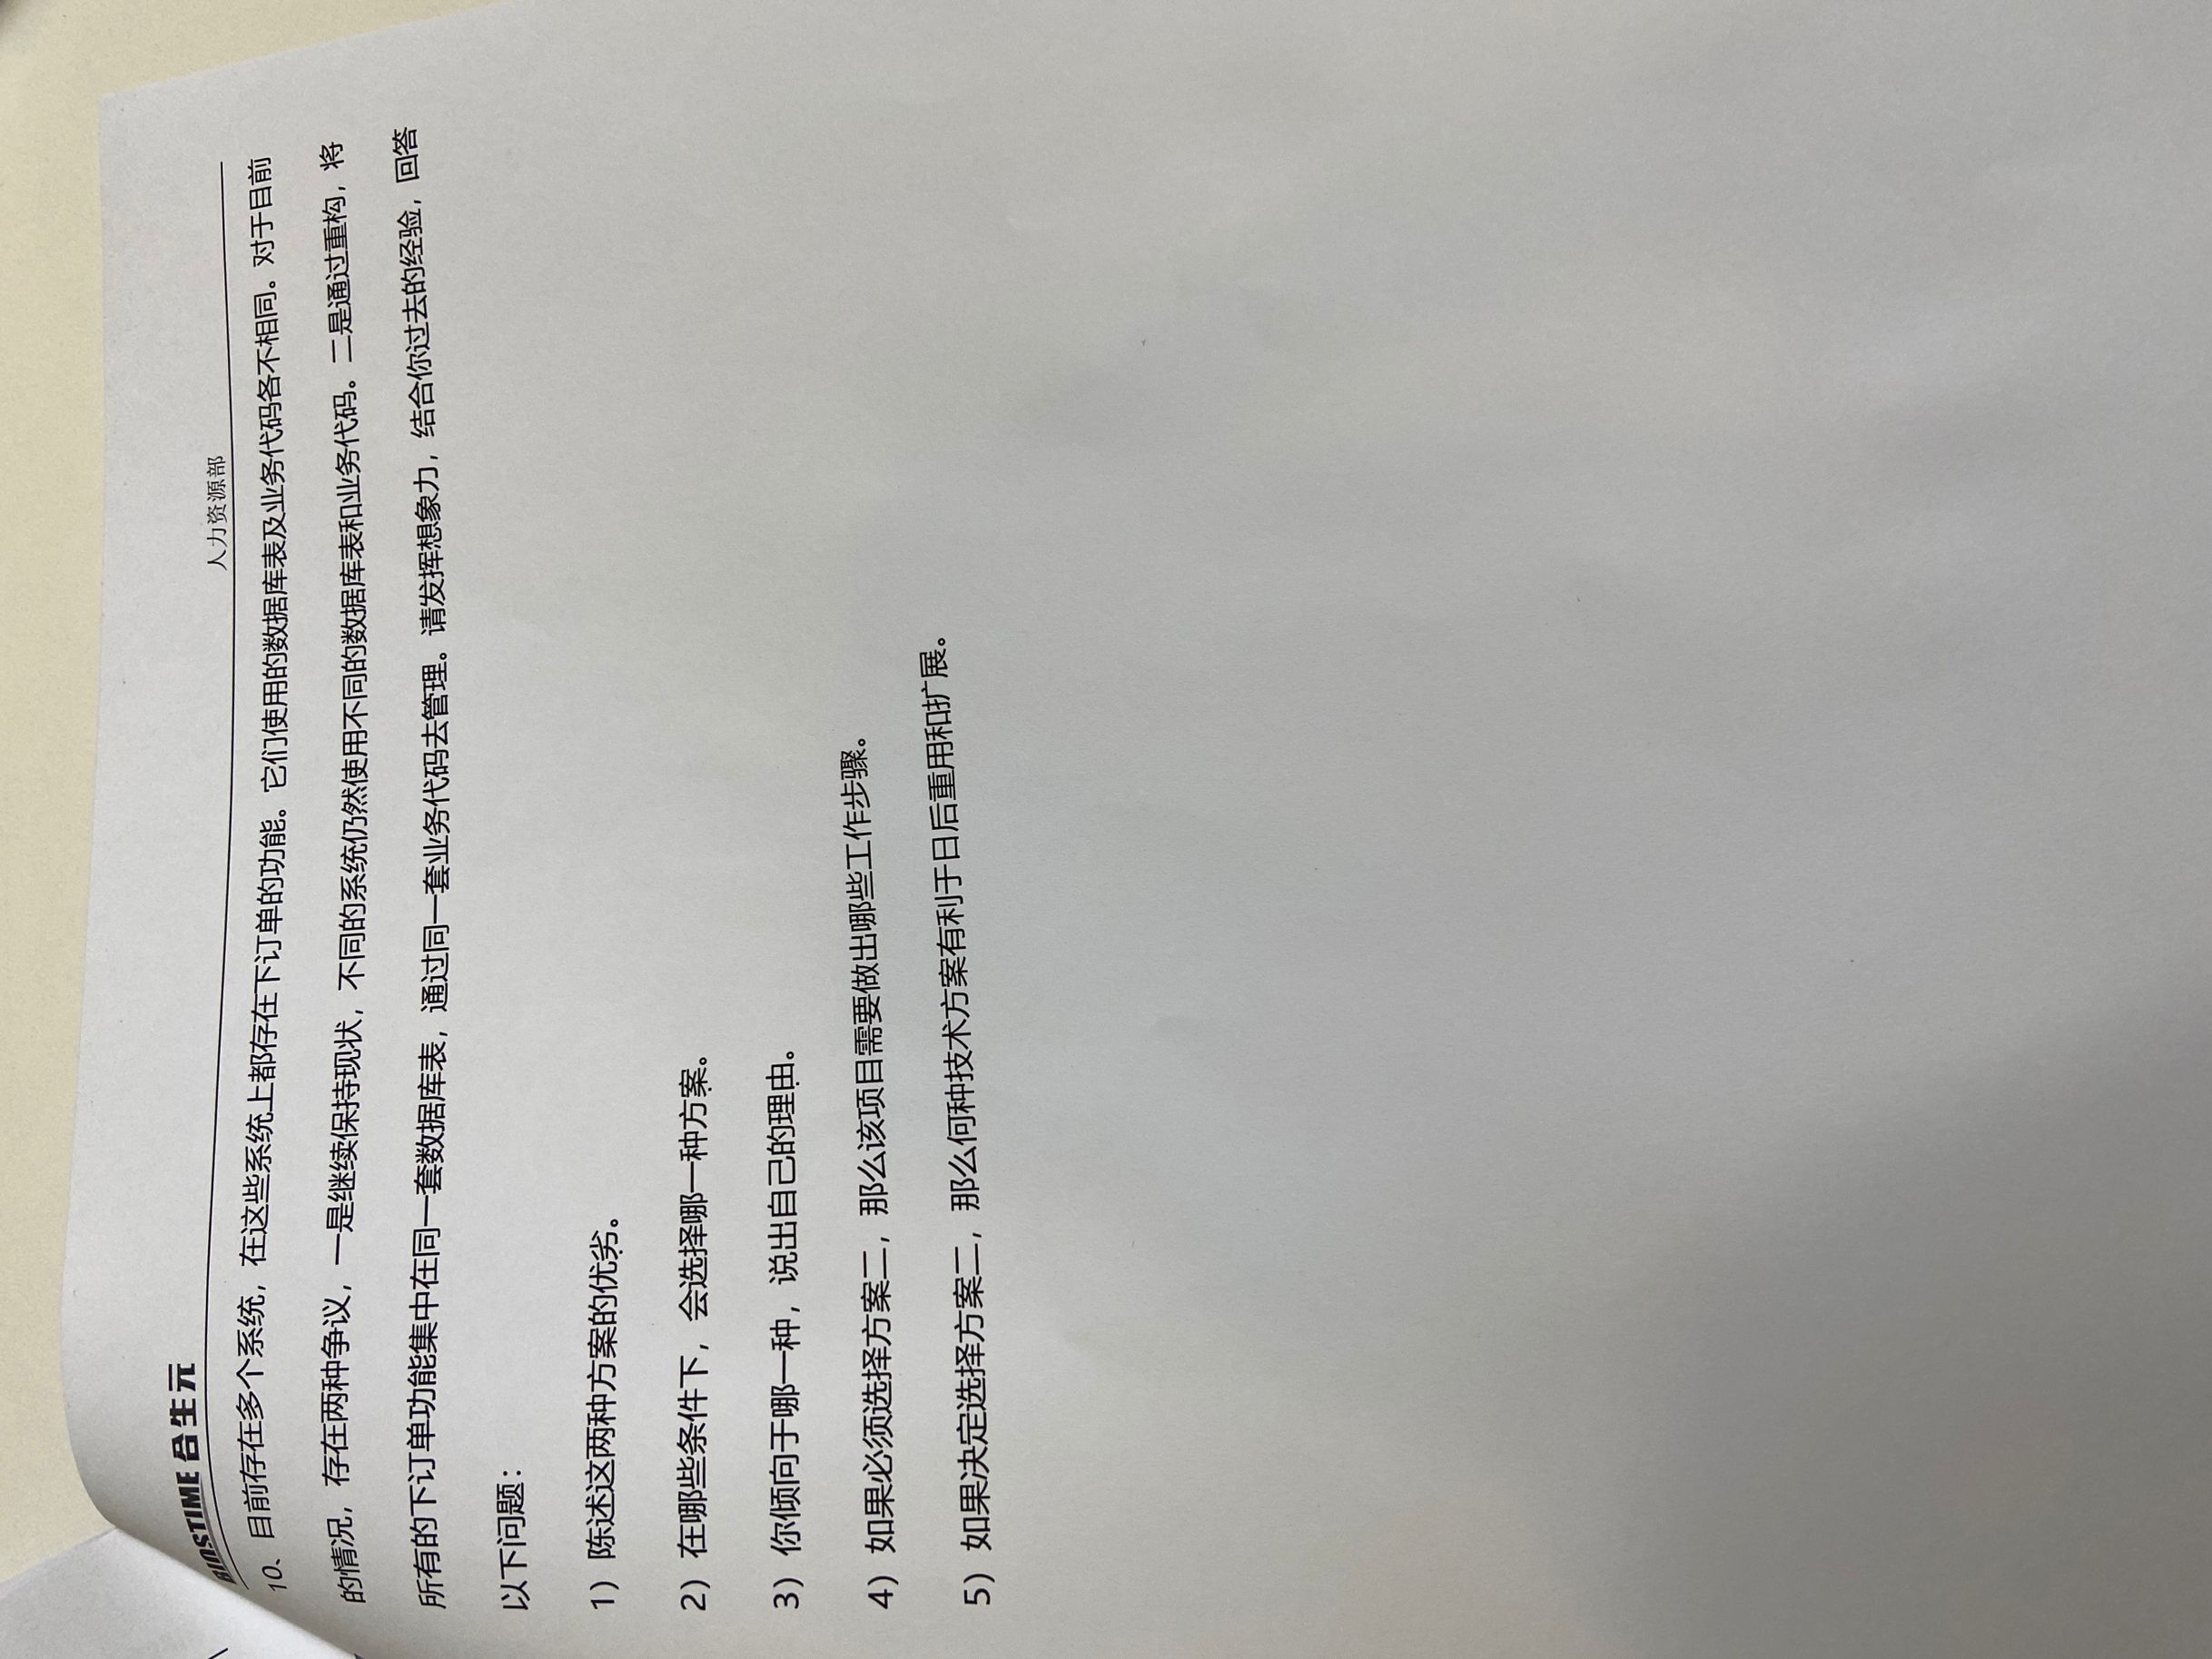 BIOSTIME 合生元
人力资源部
10、目前存在多个系统，在这些系统上都存在下订单的功能。它们使用的数据库表及业务代码各不相同。对于目前
的情况，存在两种争议，一是继续保持现状，不同的系统仍然使用不同的数据库表和业务代码。二是通过重构，将
所有的下订单功能集中在同一套数据库表，通过同一套业务代码去管理。请发挥想象力，结合你过去的经验，回答
以下问题：
1）陈述这两种方案的优劣。
2）在哪些条件下，会选择哪一种方案。
3）你倾向于哪一种，说出自己的理由。
4）如果必须选择方案二，那么该项目需要做出哪些工作步骤。
5）如果决定选择方案二，那么何种技术方案有利于日后重用和扩展。